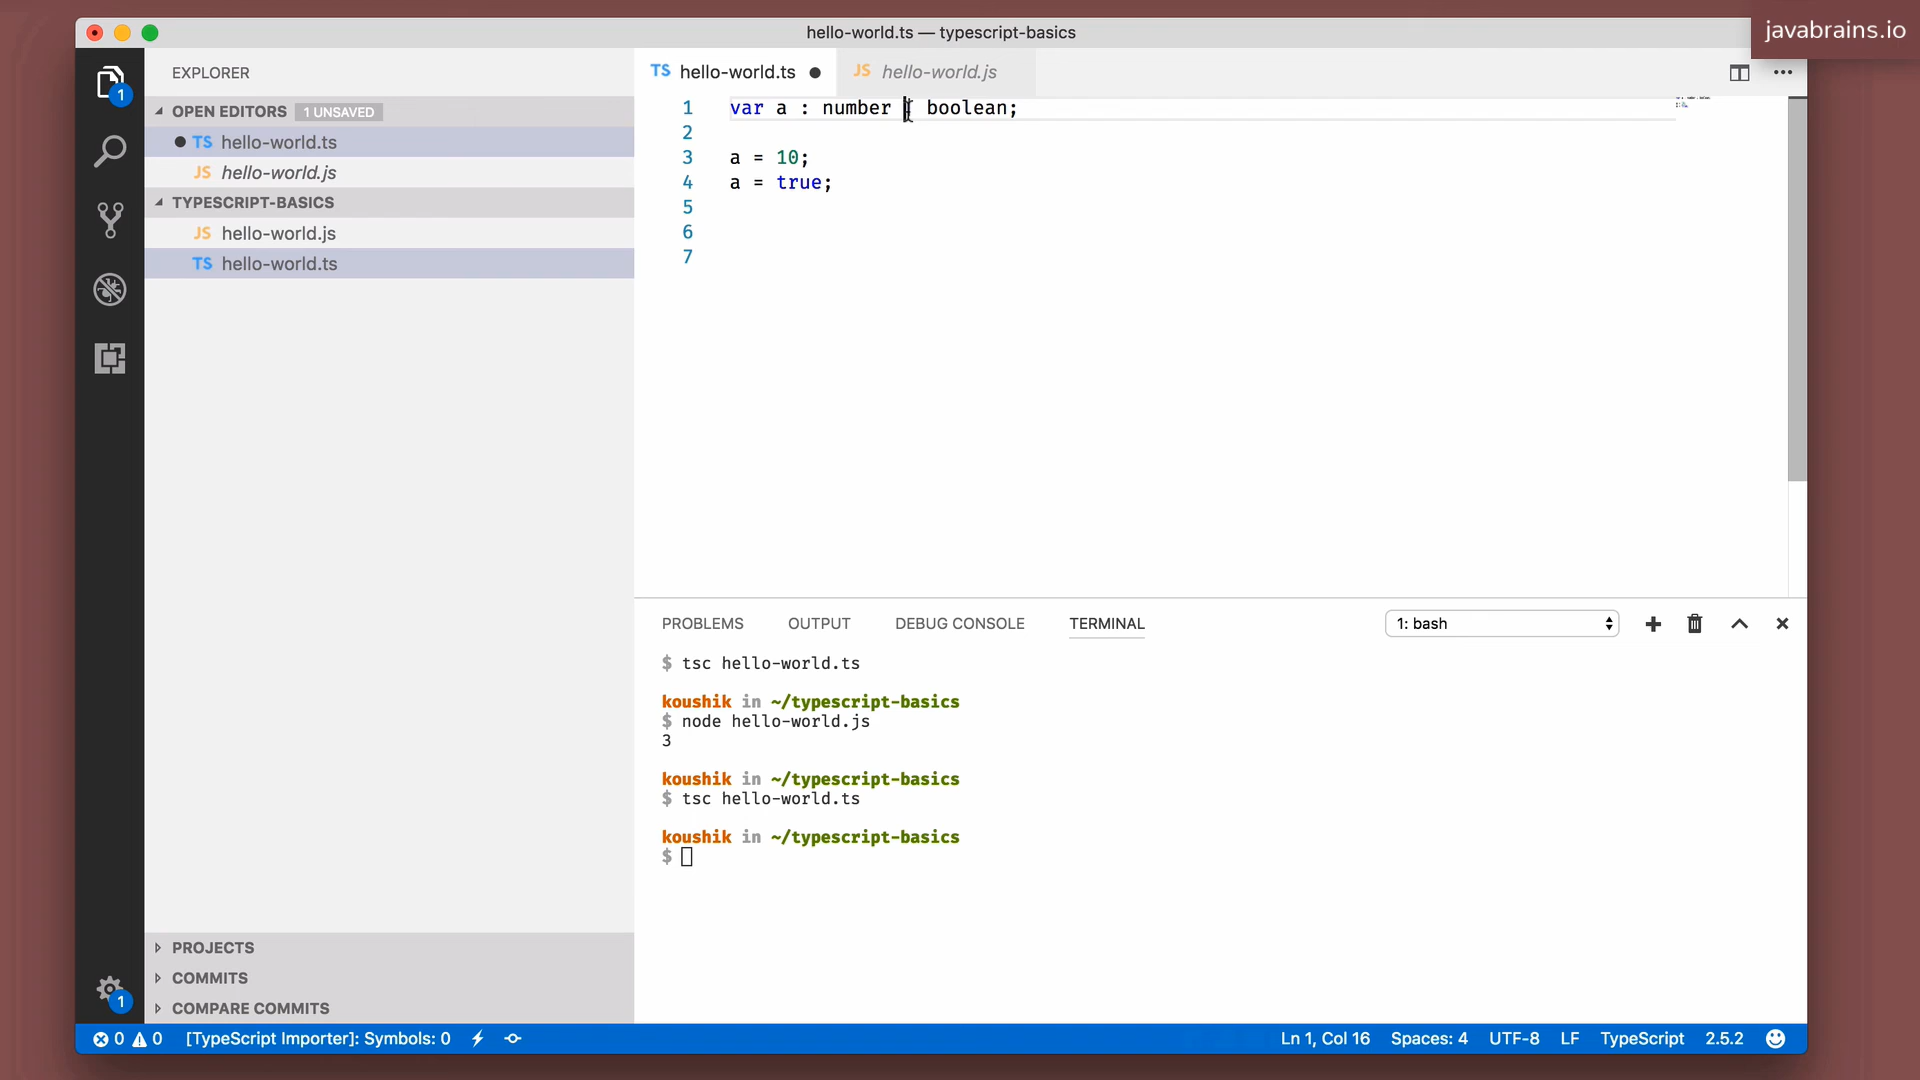 hello-world.ts — typescript-basics
javabrains.io
EXPLORER
OPEN EDITORS 1 UNSAVED
TS hello-world.ts
JS hello-world.js
TYPESCRIPT-BASICS
JS hello-world.js
TS hello-world.ts
PROJECTS
COMMITS
COMPARE COMMITS
1
1
TS hello-world.ts
JS hello-world.js
1 var a : number | boolean;
2
3 a = 10;
4 a = true;
5
6
7
PROBLEMS OUTPUT DEBUG CONSOLE TERMINAL 1: bash
$ tsc hello-world.ts
koushik in ~/typescript-basics
$ node hello-world.js
3
koushik in ~/typescript-basics
$ tsc hello-world.ts
koushik in ~/typescript-basics
$
0 0 [TypeScript Importer]: Symbols: 0 Ln 1, Col 16 Spaces: 4 UTF-8 LF TypeScript 2.5.2